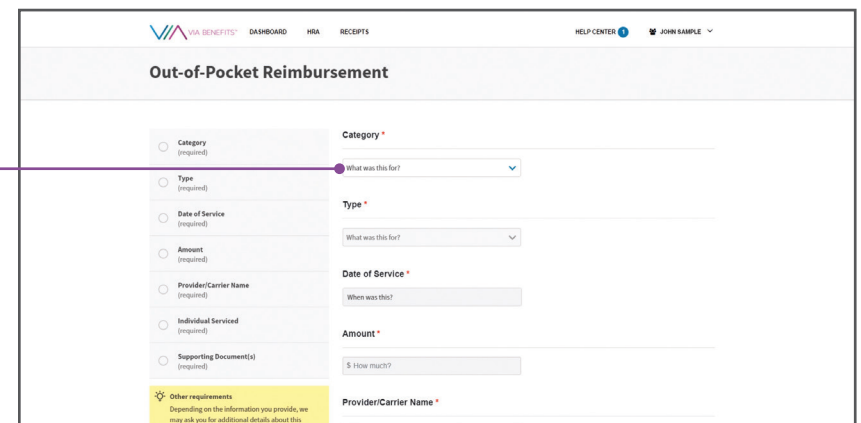 VIA BENEFITS™ DASHBOARD HRA RECEIPTS HELP CENTER 1 JOHN SAMPLE
Out-of-Pocket Reimbursement
Category
(required)
Type
(required)
Date of Service
(required)
Amount
(required)
Provider/Carrier Name
(required)
Individual Serviced
(required)
Supporting Document(s)
(required)
Other requirements
Depending on the information you provide, we
may ask you for additional details about this
Category *
What was this for?
Type *
What was this for?
Date of Service *
When was this?
Amount *
$ How much?
Provider/Carrier Name *